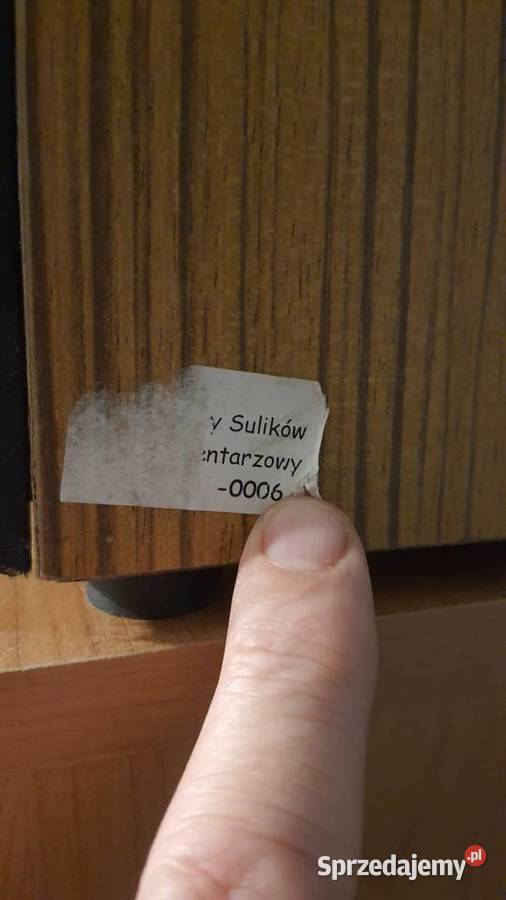 y Sulików
entarzowy
-0006
Sprzedajemy.pl